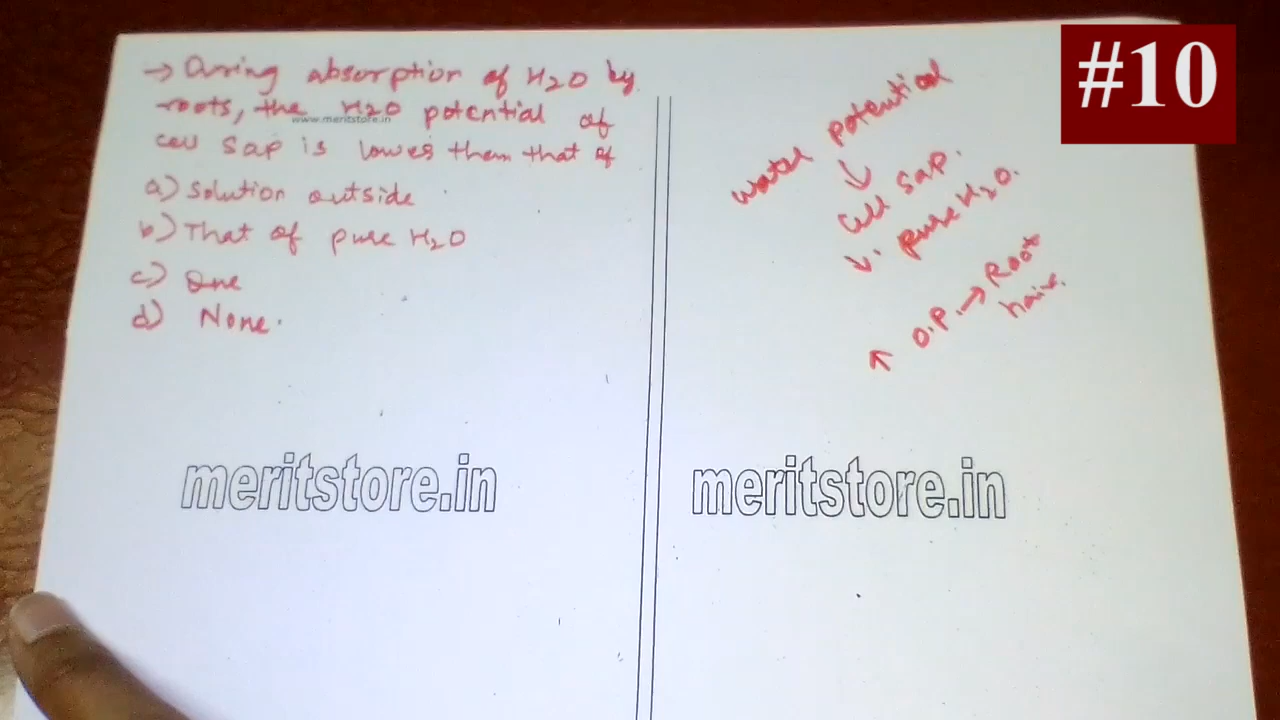 #10
→ During absorption of H2O by
roots, the H2O potential of
www.meritstore.in
cell sap is lower them that of
a) Solution outside
b) That of pure H2O
c) One
d) None.
water potential
↓
cell sap.
↓. pure H2O.
↑ O.P. → Root
hair.
meritstore.in
meritstore.in